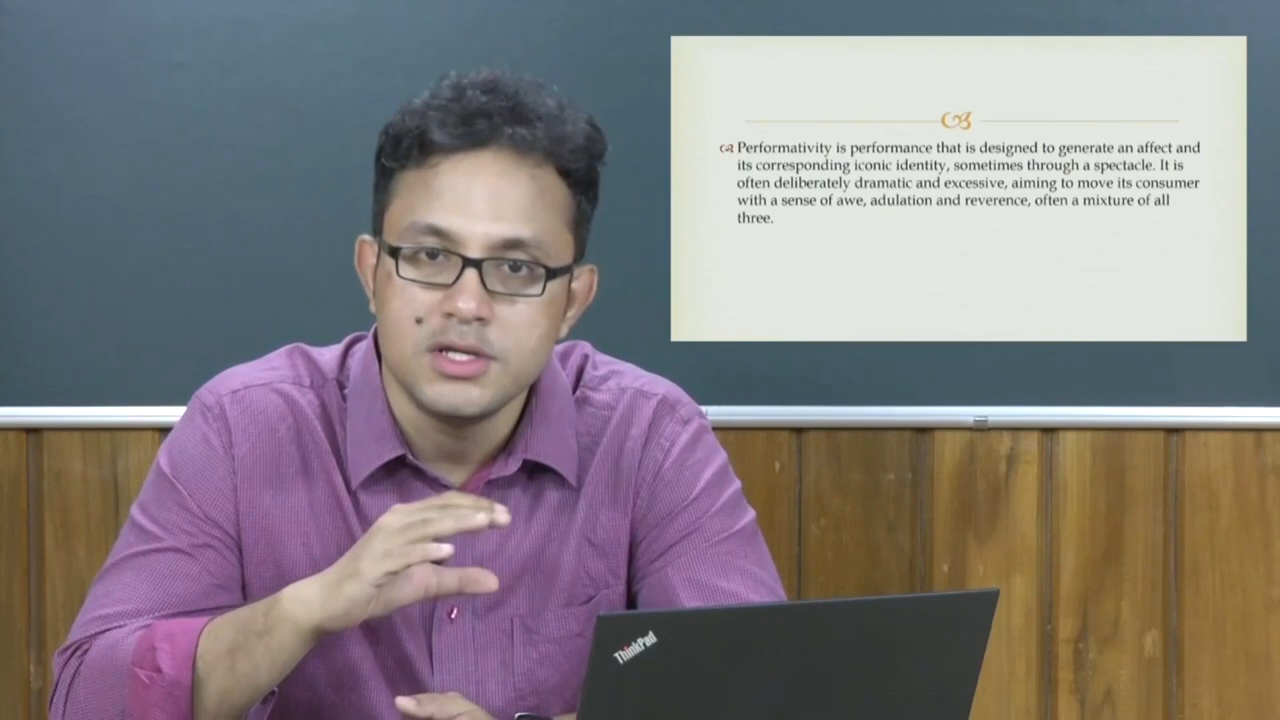 Performativity is performance that is designed to generate an affect and
its corresponding iconic identity, sometimes through a spectacle. It is
often deliberately dramatic and excessive, aiming to move its consumer
with a sense of awe, adulation and reverence, often a mixture of all
three.
ThinkPad